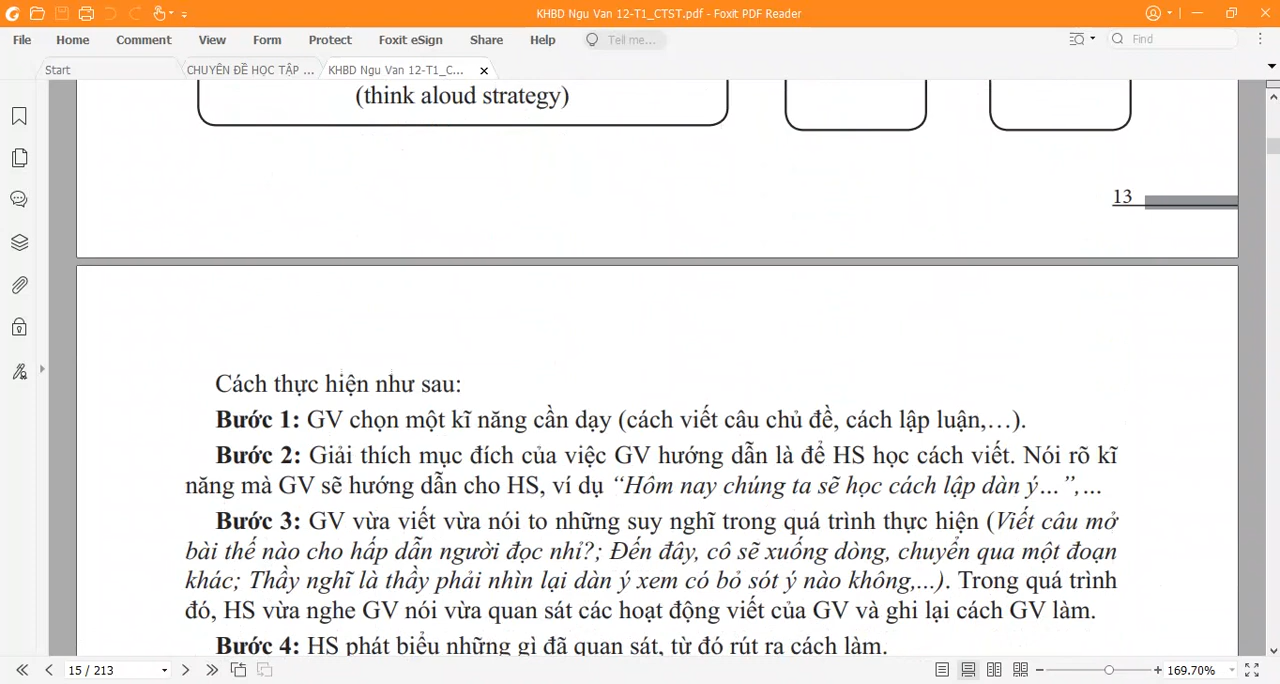 KHBD Ngu Van 12-T1_CTST.pdf - Foxit PDF Reader
File Home Comment View Form Protect Foxit eSign Share Help Tell me... Find
Start CHUYÊN ĐỀ HỌC TẬP ... KHBD Ngu Van 12-T1_C...
(think aloud strategy)
13
Cách thực hiện như sau:
Bước 1: GV chọn một kĩ năng cần dạy (cách viết câu chủ đề, cách lập luận,…).
Bước 2: Giải thích mục đích của việc GV hướng dẫn là để HS học cách viết. Nói rõ kĩ
năng mà GV sẽ hướng dẫn cho HS, ví dụ “Hôm nay chúng ta sẽ học cách lập dàn ý…”,…
Bước 3: GV vừa viết vừa nói to những suy nghĩ trong quá trình thực hiện (Viết câu mở
bài thế nào cho hấp dẫn người đọc nhỉ?; Đến đây, cô sẽ xuống dòng, chuyển qua một đoạn
khác; Thầy nghĩ là thầy phải nhìn lại dàn ý xem có bỏ sót ý nào không,...). Trong quá trình
đó, HS vừa nghe GV nói vừa quan sát các hoạt động viết của GV và ghi lại cách GV làm.
Bước 4: HS phát biểu những gì đã quan sát, từ đó rút ra cách làm.
15 / 213 169.70%